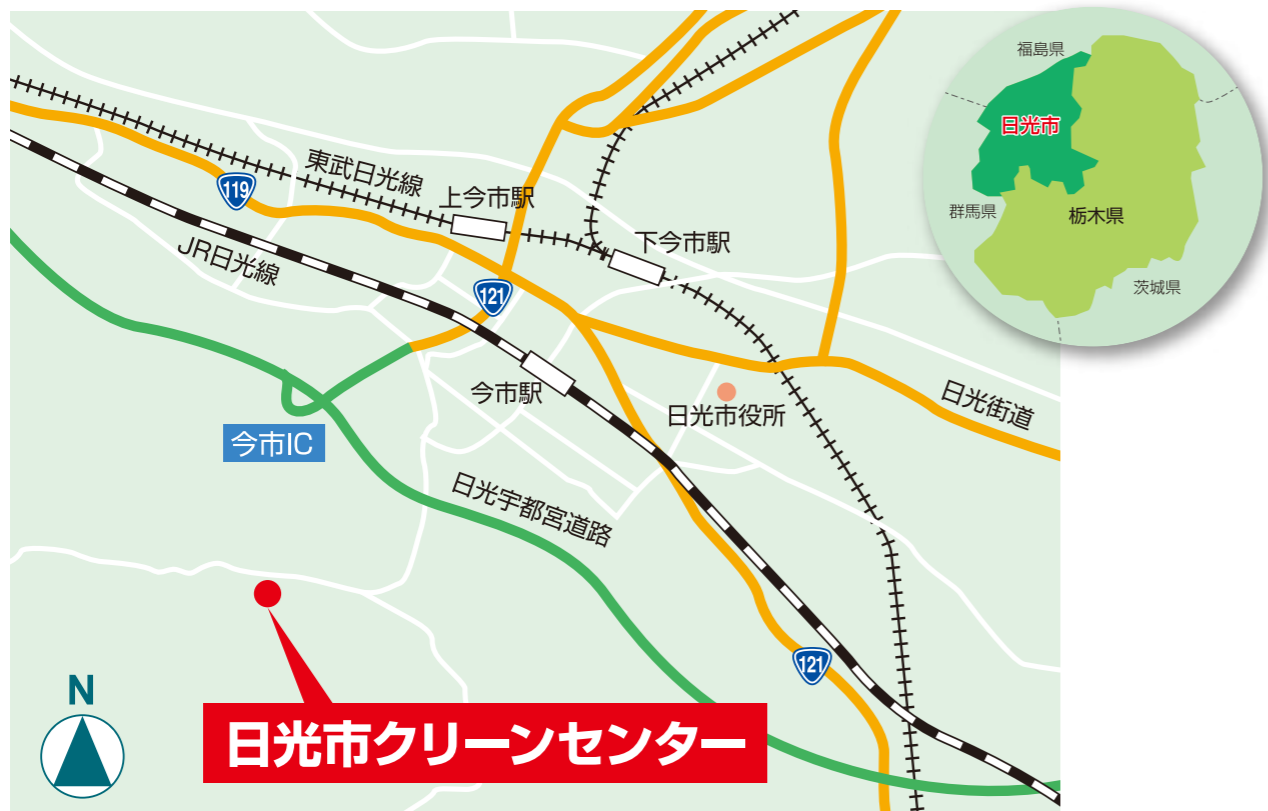 福島県
日光市
群馬県
栃木県
茨城県
119
東武日光線
上今市駅
下今市駅
JR日光線
121
今市駅
日光市役所
日光街道
今市IC
日光宇都宮道路
121
N
日光市クリーンセンター